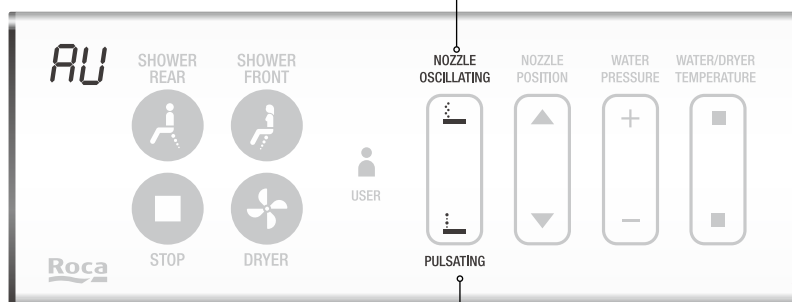 AU
SHOWER
REAR
SHOWER
FRONT
NOZZLE
OSCILLATING
NOZZLE
POSITION
WATER
PRESSURE
WATER/DRYER
TEMPERATURE
USER
STOP
DRYER
PULSATING
Roca